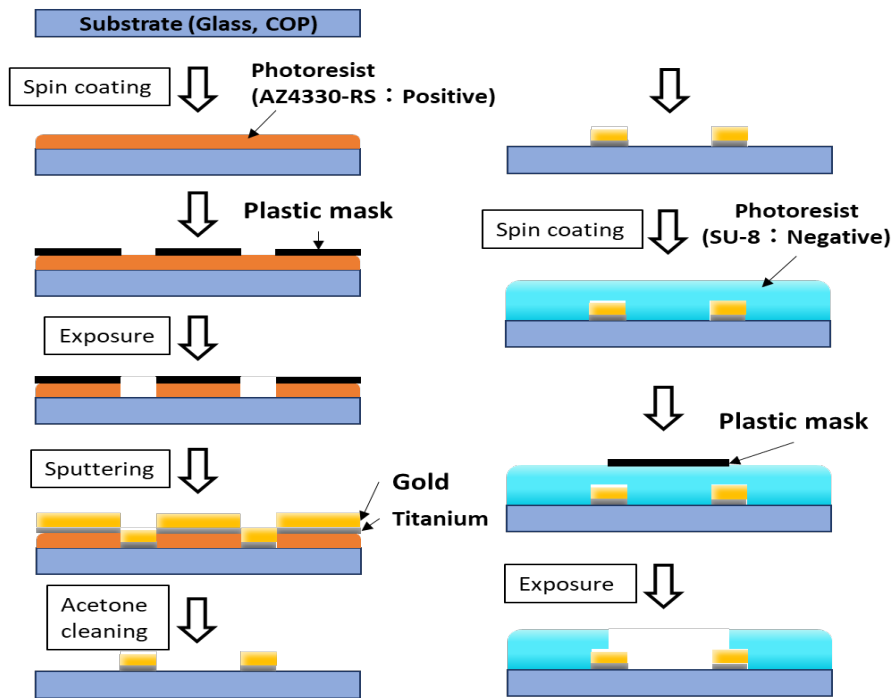 Substrate (Glass, COP)
Spin coating
Photoresist
(AZ4330-RS：Positive)
Plastic mask
Exposure
Sputtering
Gold
Titanium
Acetone
cleaning
Spin coating
Photoresist
(SU-8：Negative)
Plastic mask
Exposure